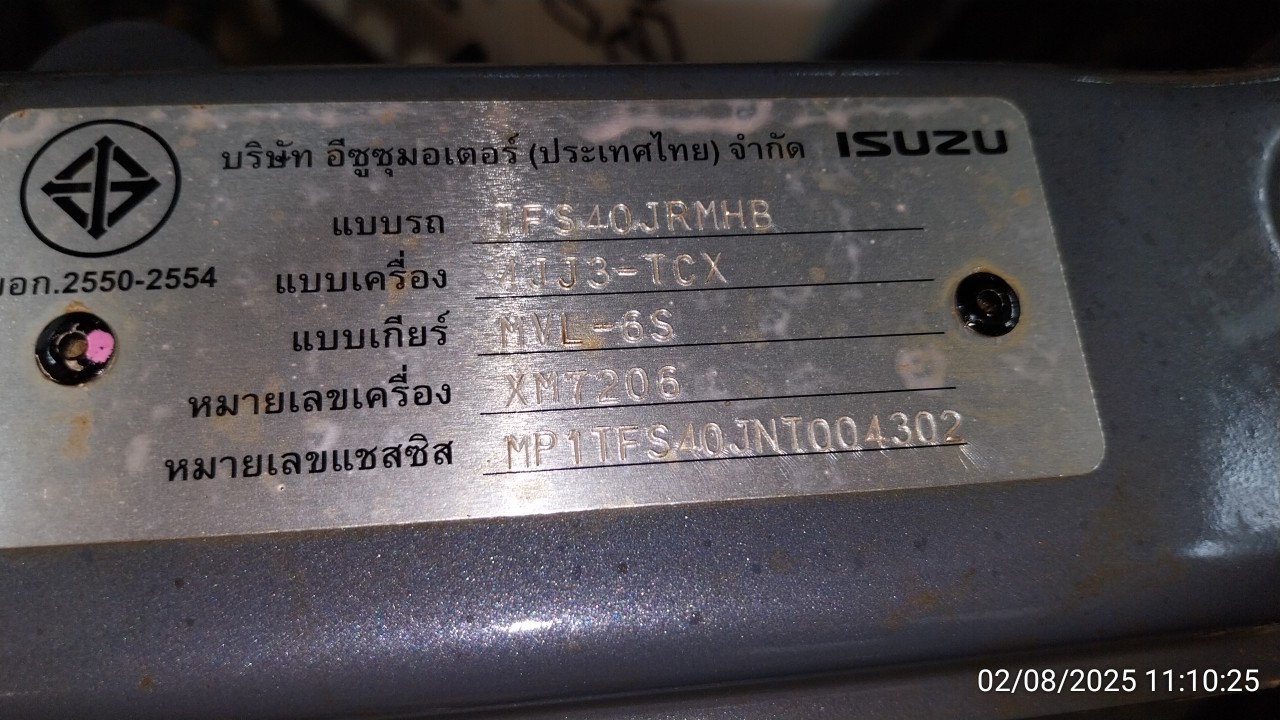 บริษัท อีซูซุมอเตอร์ (ประเทศไทย) จำกัด ISUZU
แบบรถ TFS40JRMHB
มอก.2550-2554
แบบเครื่อง 4JJ3-TCX
แบบเกียร์ MVL-6S
หมายเลขเครื่อง XM7206
หมายเลขแชสซิส MP1TFS40JNT004302
02/08/2025 11:10:25